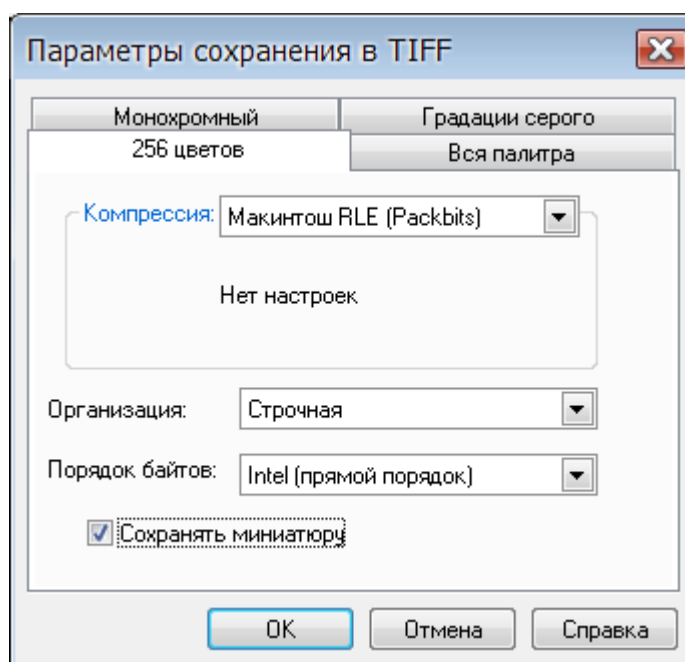 Параметры сохранения в TIFF
Монохромный
Градации серого
256 цветов
Вся палитра
Компрессия: Макинтош RLE (Packbits)
Нет настроек
Организация: Строчная
Порядок байтов: Intel (прямой порядок)
Сохранять миниатюру
OK
Отмена
Справка